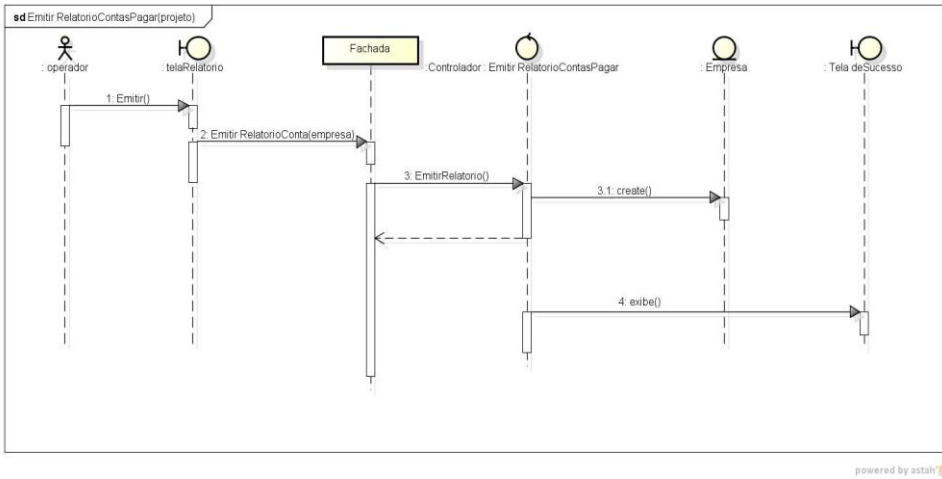 sd Emitir RelatorioContasPagar(projeto)
: operador
: telaRelatorio
Fachada
:Controlador : Emitir RelatorioContasPagar
: Empresa
: Tela deSucesso
1: Emitir()
2: Emitir RelatorioConta(empresa)
3: EmitirRelatorio()
3.1: create()
4: exibe()
powered by astah